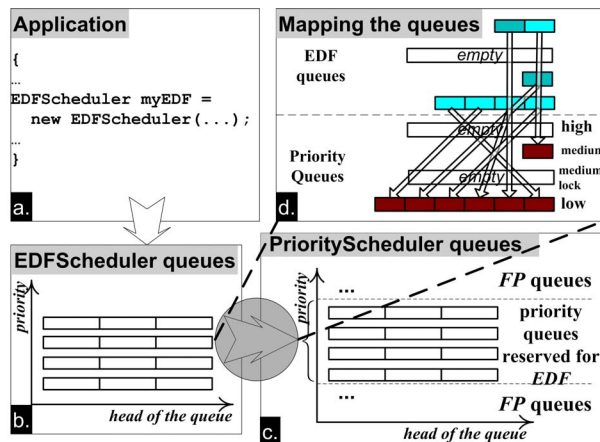 Application
{
...
EDFScheduler myEDF =
new EDFScheduler(...);
...
}
a.
Mapping the queues
EDF
queues
empty
Priority
Queues
empty
high
medium
empty
medium
lock
low
d.
EDFScheduler queues
priority
head of the queue
b.
PriorityScheduler queues
priority
...
FP queues
priority
queues
reserved for
EDF
...
FP queues
head of the queue
c.